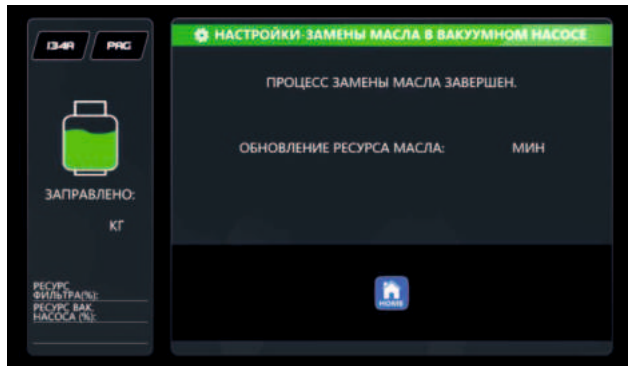 134A PAG
ЗАПРАВЛЕНО:
КГ
РЕСУРС
ФИЛЬТРА(%):
РЕСУРС ВАК.
НАСОСА (%):
НАСТРОЙКИ-ЗАМЕНЫ МАСЛА В ВАКУУМНОМ НАСОСЕ
ПРОЦЕСС ЗАМЕНЫ МАСЛА ЗАВЕРШЕН.
ОБНОВЛЕНИЕ РЕСУРСА МАСЛА: МИН
HOME